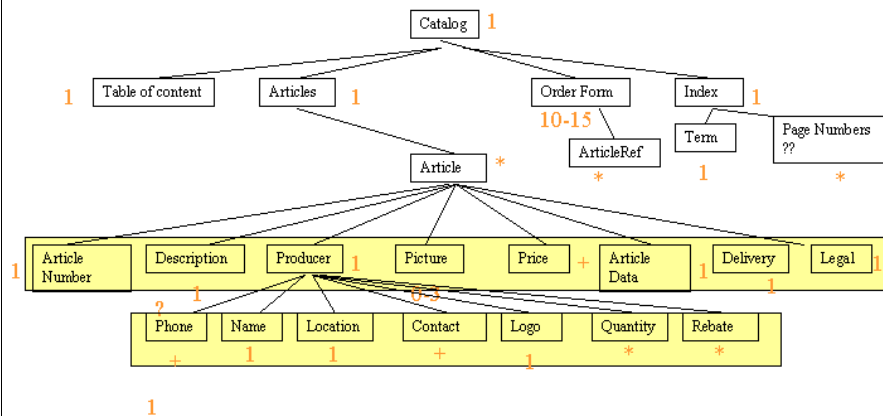 Catalog 1
1 Table of content Articles 1 Order Form Index 1
10-15
Term Page Numbers
??
ArticleRef
Article *
* 1 *
Article Description Producer Picture Price Article Delivery Legal
Number Data
1 1 + 1 1
1 0-3 1
?
Phone Name Location Contact Logo Quantity Rebate
+ 1 1 + 1 * *
1